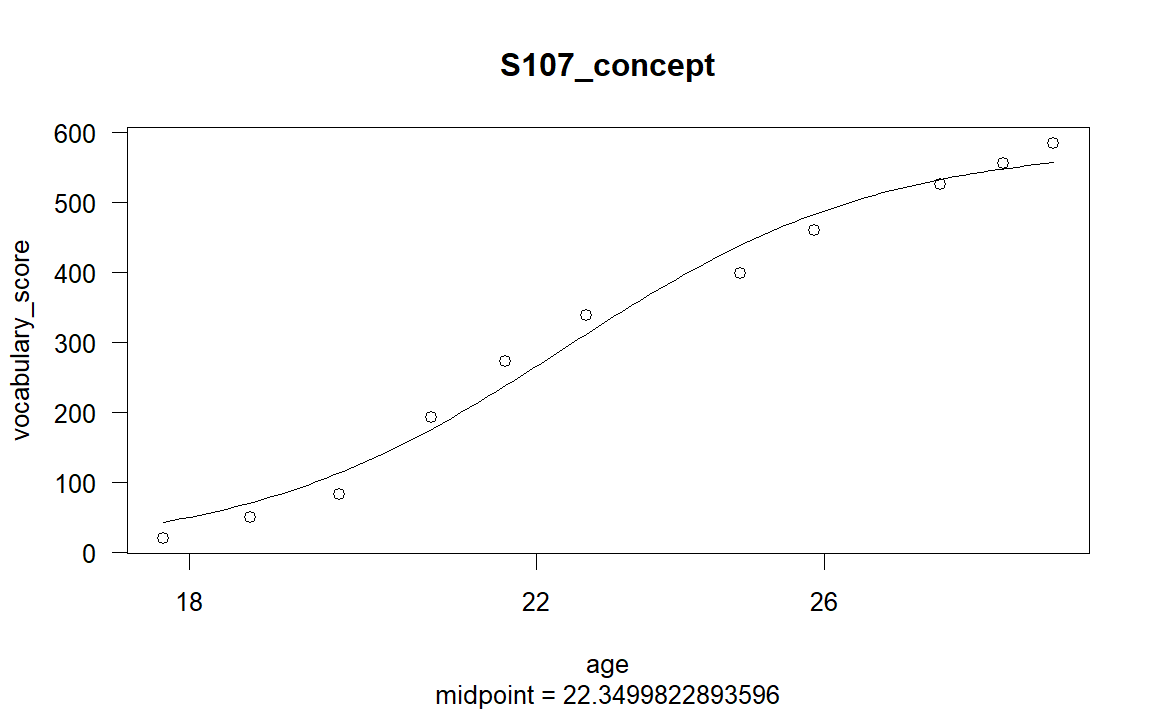 S107_concept
600
500
400
300
200
100
0
vocabulary_score
18 22 26
age
midpoint = 22.3499822893596